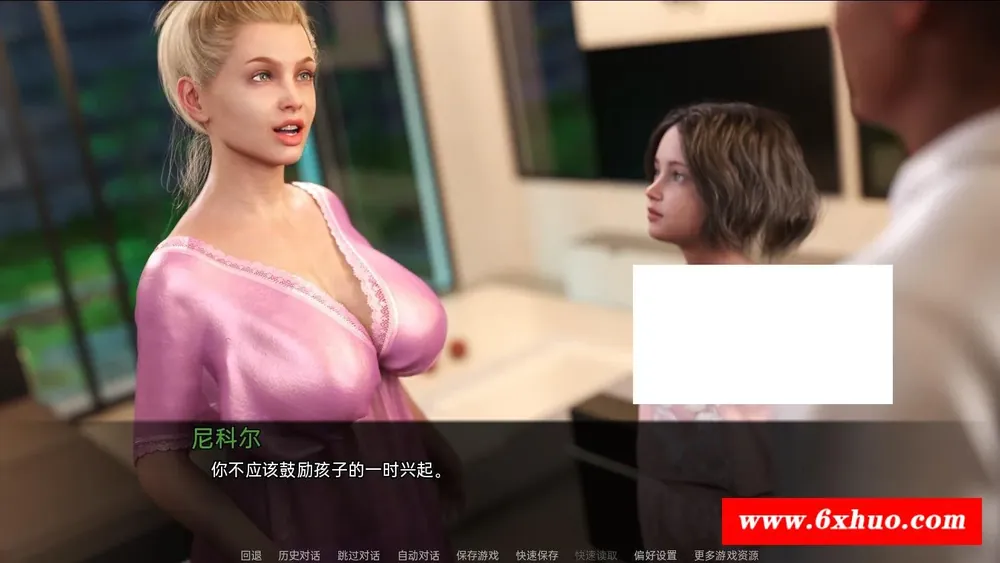 尼科尔
你不应该鼓励孩子的一时兴起。
www.6xhuo.com
回退 历史对话 跳过对话 自动对话 保存游戏 快速保存 快速读取 偏好设置 更多游戏资源